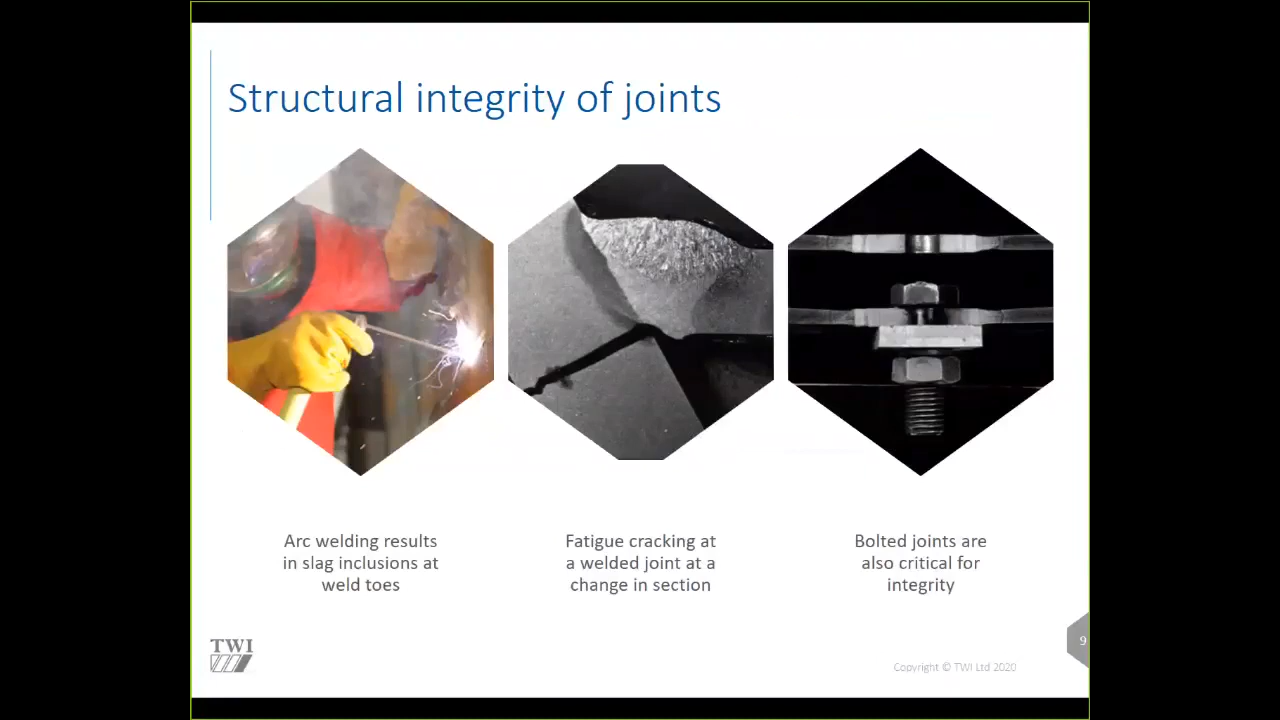 Structural integrity of joints
Arc welding results
in slag inclusions at
weld toes
Fatigue cracking at
a welded joint at a
change in section
Bolted joints are
also critical for
integrity
TWI
Copyright © TWI Ltd 2020
9